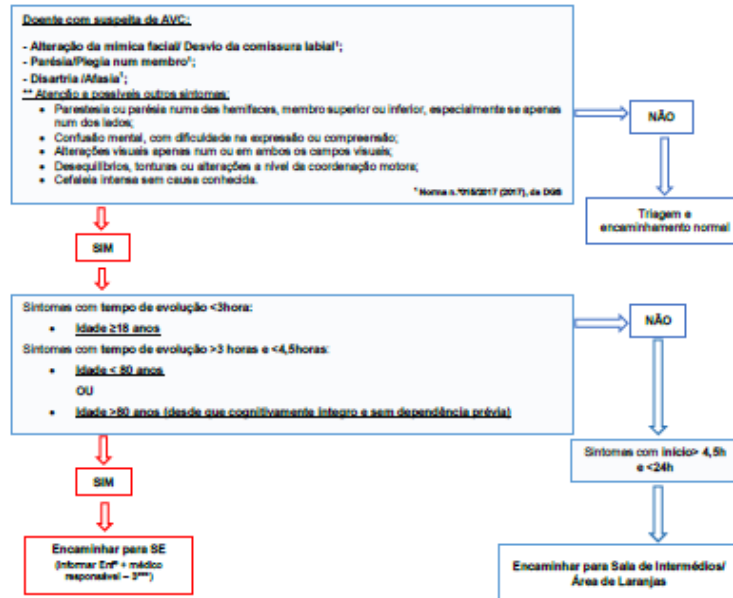 Doente com suspeita de AVC:
- Alteração da mímica facial/ Desvio da comissura labial¹;
- Parésia/Plegia num membro¹;
- Disartria /Afasia¹;
** Atenção a possíveis outros sintomas:
• Parestesia ou parésia numa das hemifaces, membro superior ou inferior, especialmente se apenas
num dos lados;
• Confusão mental, com dificuldade na expressão ou compreensão;
• Alterações visuais apenas num ou em ambos os campos visuais;
• Desequilíbrios, tonturas ou alterações a nível de coordenação motora;
• Cefaleia intensa sem causa conhecida.
¹ Norma n.º015/2017 (2017), da DGS
NÃO
Triagem e
encaminhamento normal
SIM
Sintomas com tempo de evolução <3hora:
• Idade ≥18 anos
Sintomas com tempo de evolução >3 horas e <4,5horas:
• Idade < 80 anos
OU
• Idade >80 anos (desde que cognitivamente íntegro e sem dependência prévia)
NÃO
Sintomas com início> 4,5h
e <24h
SIM
Encaminhar para SE
(Informar Enfº + médico
responsável –
Encaminhar para Sala de Intermédios/
Área de Laranjas